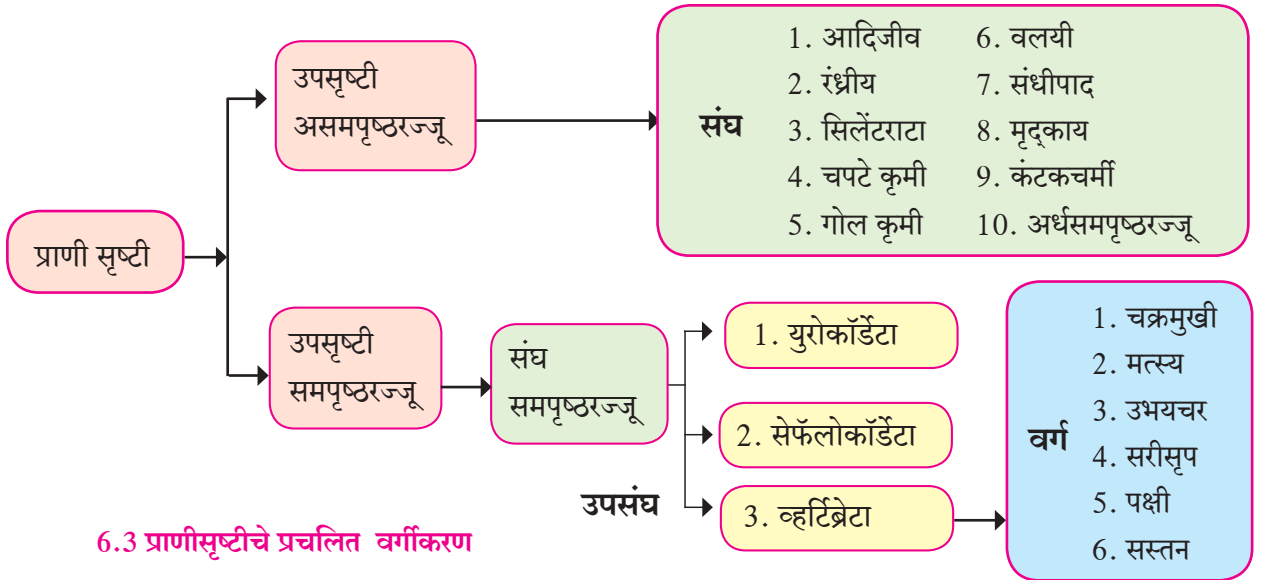 प्राणी सृष्टी
उपसृष्टी
असमपृष्ठरज्जू
संघ
1. आदिजीव
2. रंध्रीय
3. सिलेंटराटा
4. चपटे कृमी
5. गोल कृमी
6. वलयी
7. संधीपाद
8. मृद्काय
9. कंटकचर्मी
10. अर्धसमपृष्ठरज्जू
उपसृष्टी
समपृष्ठरज्जू
संघ
समपृष्ठरज्जू
उपसंघ
1. युरोकॉर्डेटा
2. सेफॅलोकॉर्डेटा
3. व्हर्टिब्रेटा
वर्ग
1. चक्रमुखी
2. मत्स्य
3. उभयचर
4. सरीसृप
5. पक्षी
6. सस्तन
6.3 प्राणीसृष्टीचे प्रचलित वर्गीकरण